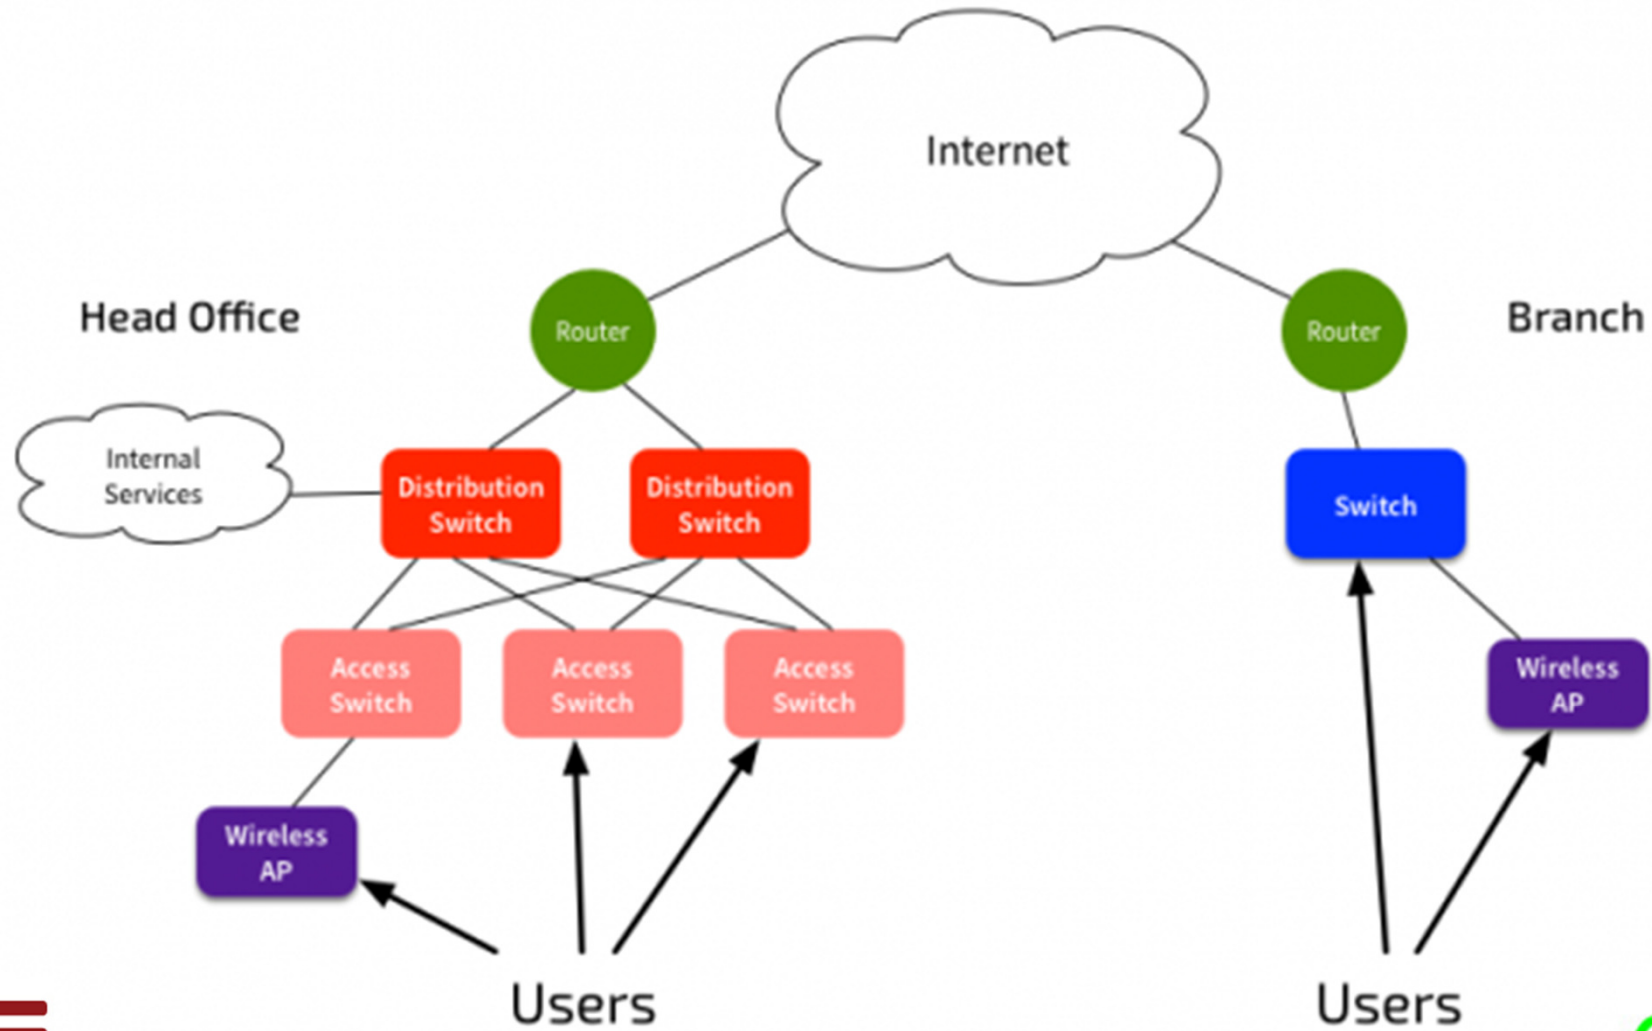 Internet
Head Office
Router
Router
Branch
Internal
Services
Distribution
Switch
Distribution
Switch
Switch
Access
Switch
Access
Switch
Access
Switch
Wireless
AP
Wireless
AP
Users
Users